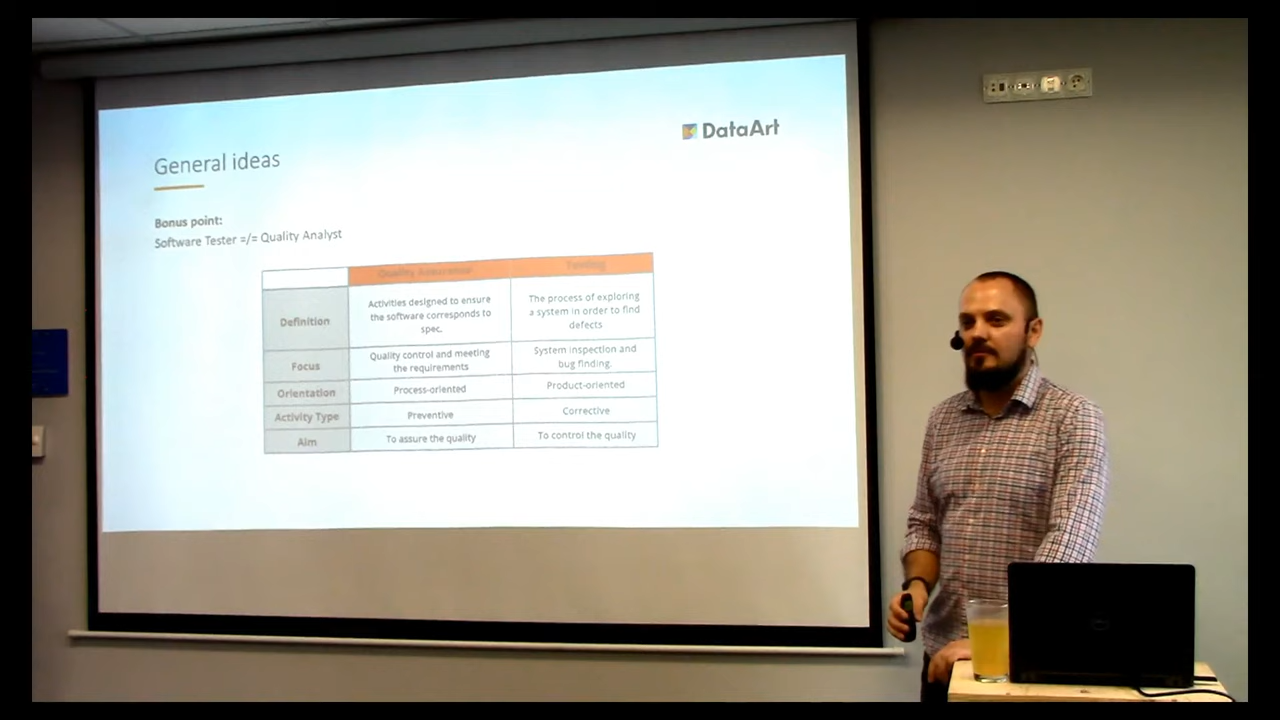 DataArt
General ideas
Bonus point:
Software Tester =/= Quality Analyst
Quality Assurance
Testing
Definition
Activities designed to ensure
the software corresponds to
spec.
The process of exploring
a system in order to find
defects
Focus
Quality control and meeting
the requirements
System inspection and
bug finding.
Orientation
Process-oriented
Product-oriented
Activity Type
Preventive
Corrective
Aim
To assure the quality
To control the quality